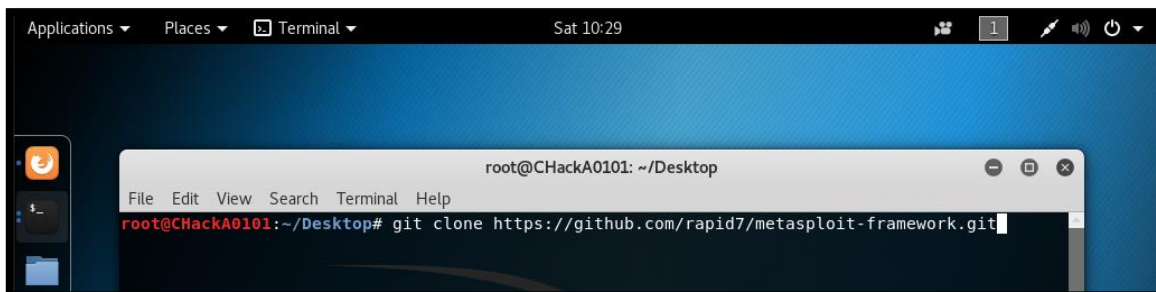 Applications Places Terminal Sat 10:29 1
root@CHackA0101: ~/Desktop
File Edit View Search Terminal Help
root@CHackA0101:~/Desktop# git clone https://github.com/rapid7/metasploit-framework.git
$_